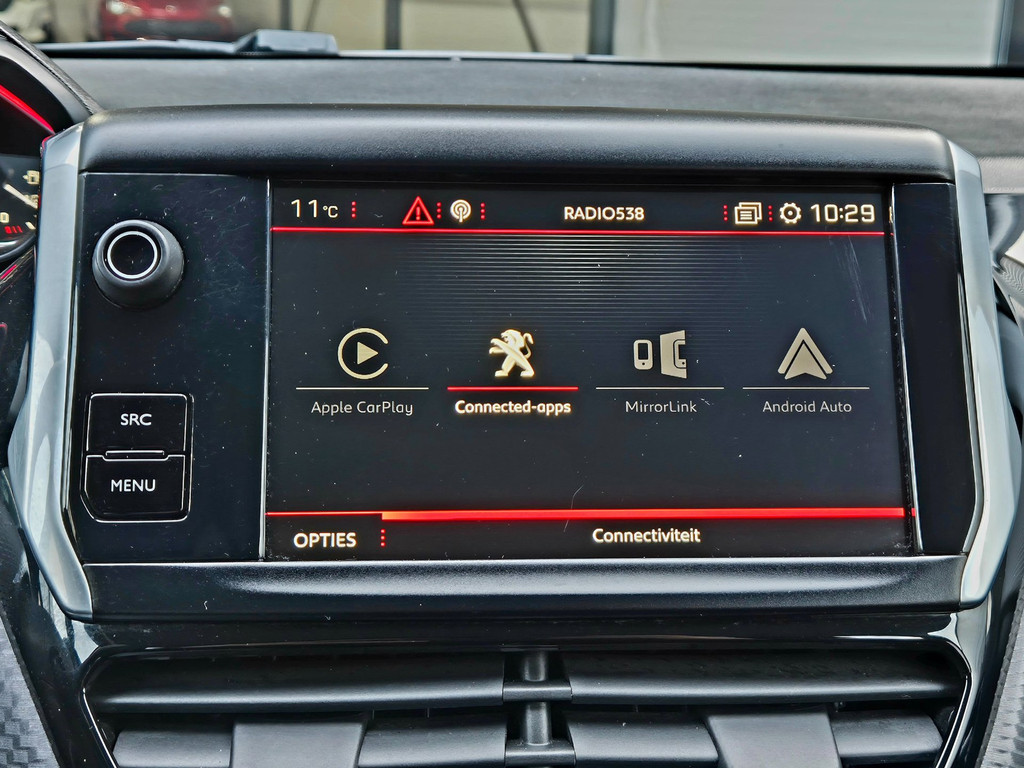 11°C RADIO538 10:29
Apple CarPlay Connected-apps MirrorLink Android Auto
SRC
MENU
OPTIES Connectiviteit